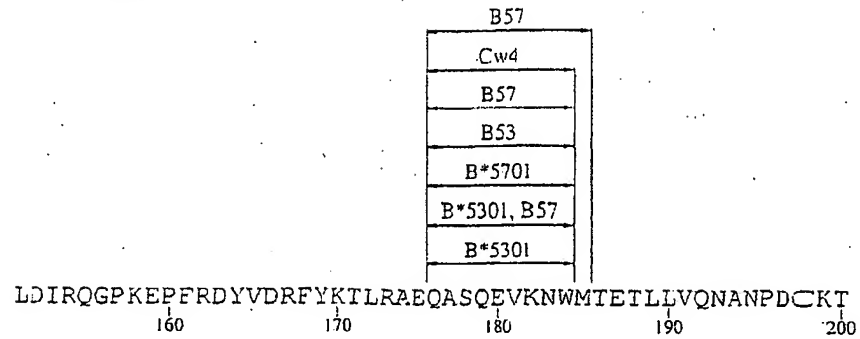 B57
Cw4
B57
B53
B*5701
B*5301, B57
B*5301
LDIRQGPKEPFRDYVDRFYKTLRAEQASQEVKNWMTETLLVQNANPDCKT
160 170 180 190 200